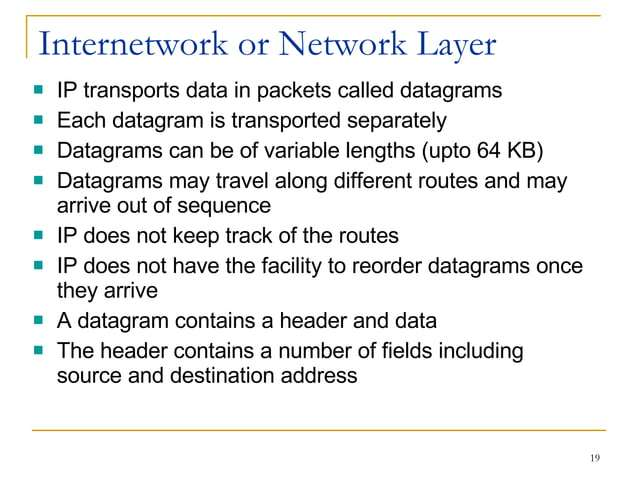 Internetwork or Network Layer
IP transports data in packets called datagrams
Each datagram is transported separately
Datagrams can be of variable lengths (upto 64 KB)
Datagrams may travel along different routes and may
arrive out of sequence
IP does not keep track of the routes
IP does not have the facility to reorder datagrams once
they arrive
A datagram contains a header and data
The header contains a number of fields including
source and destination address
19